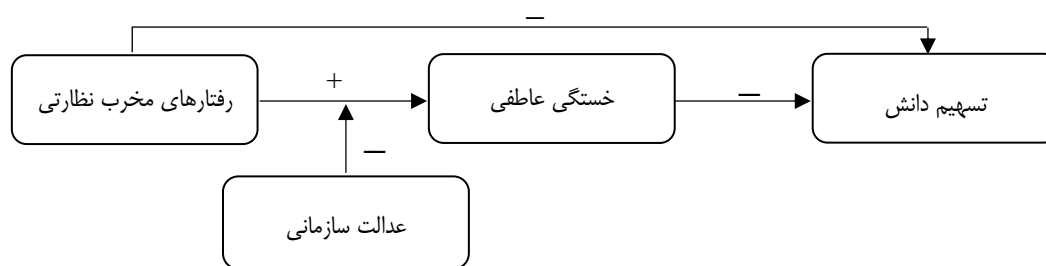 –
رفتارهای مخرب نظارتی
+
خستگی عاطفی
–
تسهیم دانش
–
عدالت سازمانی